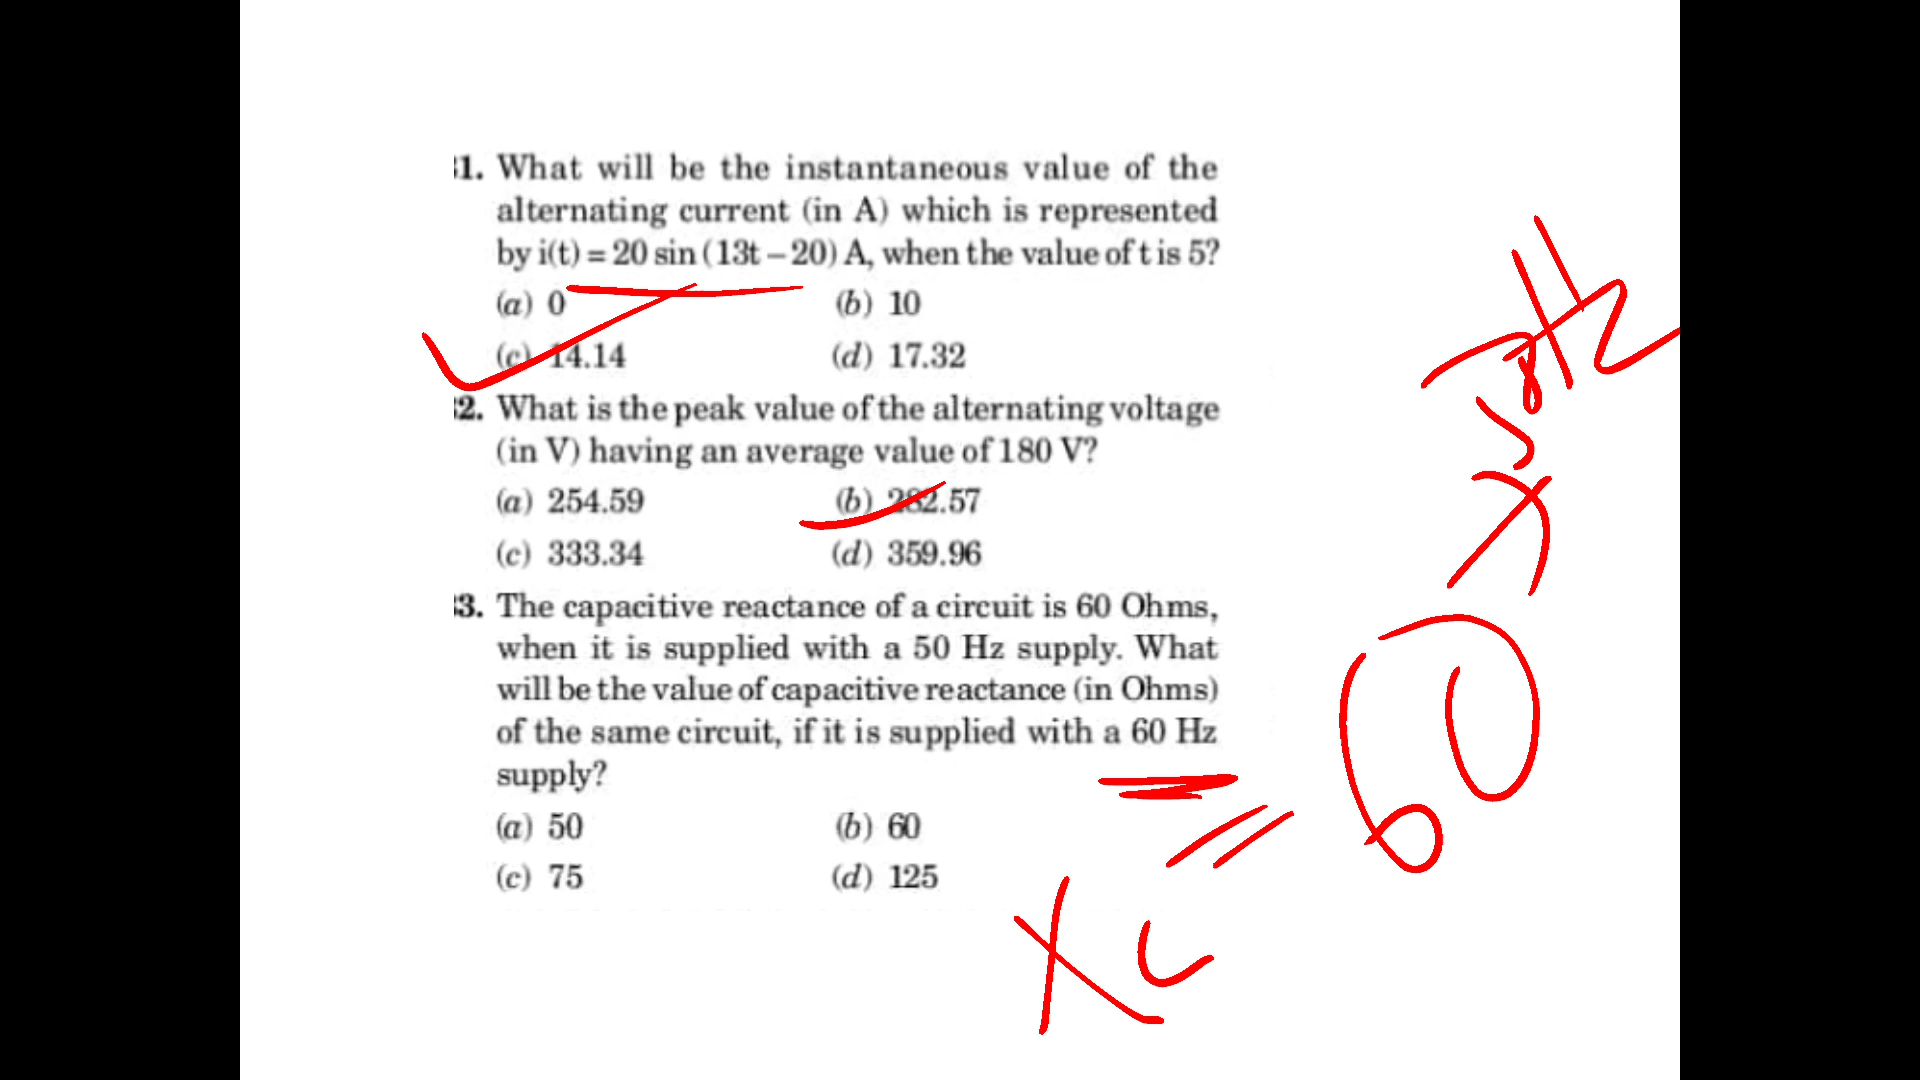 1. What will be the instantaneous value of the
alternating current (in A) which is represented
by i(t) = 20 sin (13t – 20) A, when the value of t is 5?
(a) 0 (b) 10
(c) 14.14 (d) 17.32
2. What is the peak value of the alternating voltage
(in V) having an average value of 180 V?
(a) 254.59 (b) 282.57
(c) 333.34 (d) 359.96
3. The capacitive reactance of a circuit is 60 Ohms,
when it is supplied with a 50 Hz supply. What
will be the value of capacitive reactance (in Ohms)
of the same circuit, if it is supplied with a 60 Hz
supply?
(a) 50 (b) 60
(c) 75 (d) 125
Xc = 60